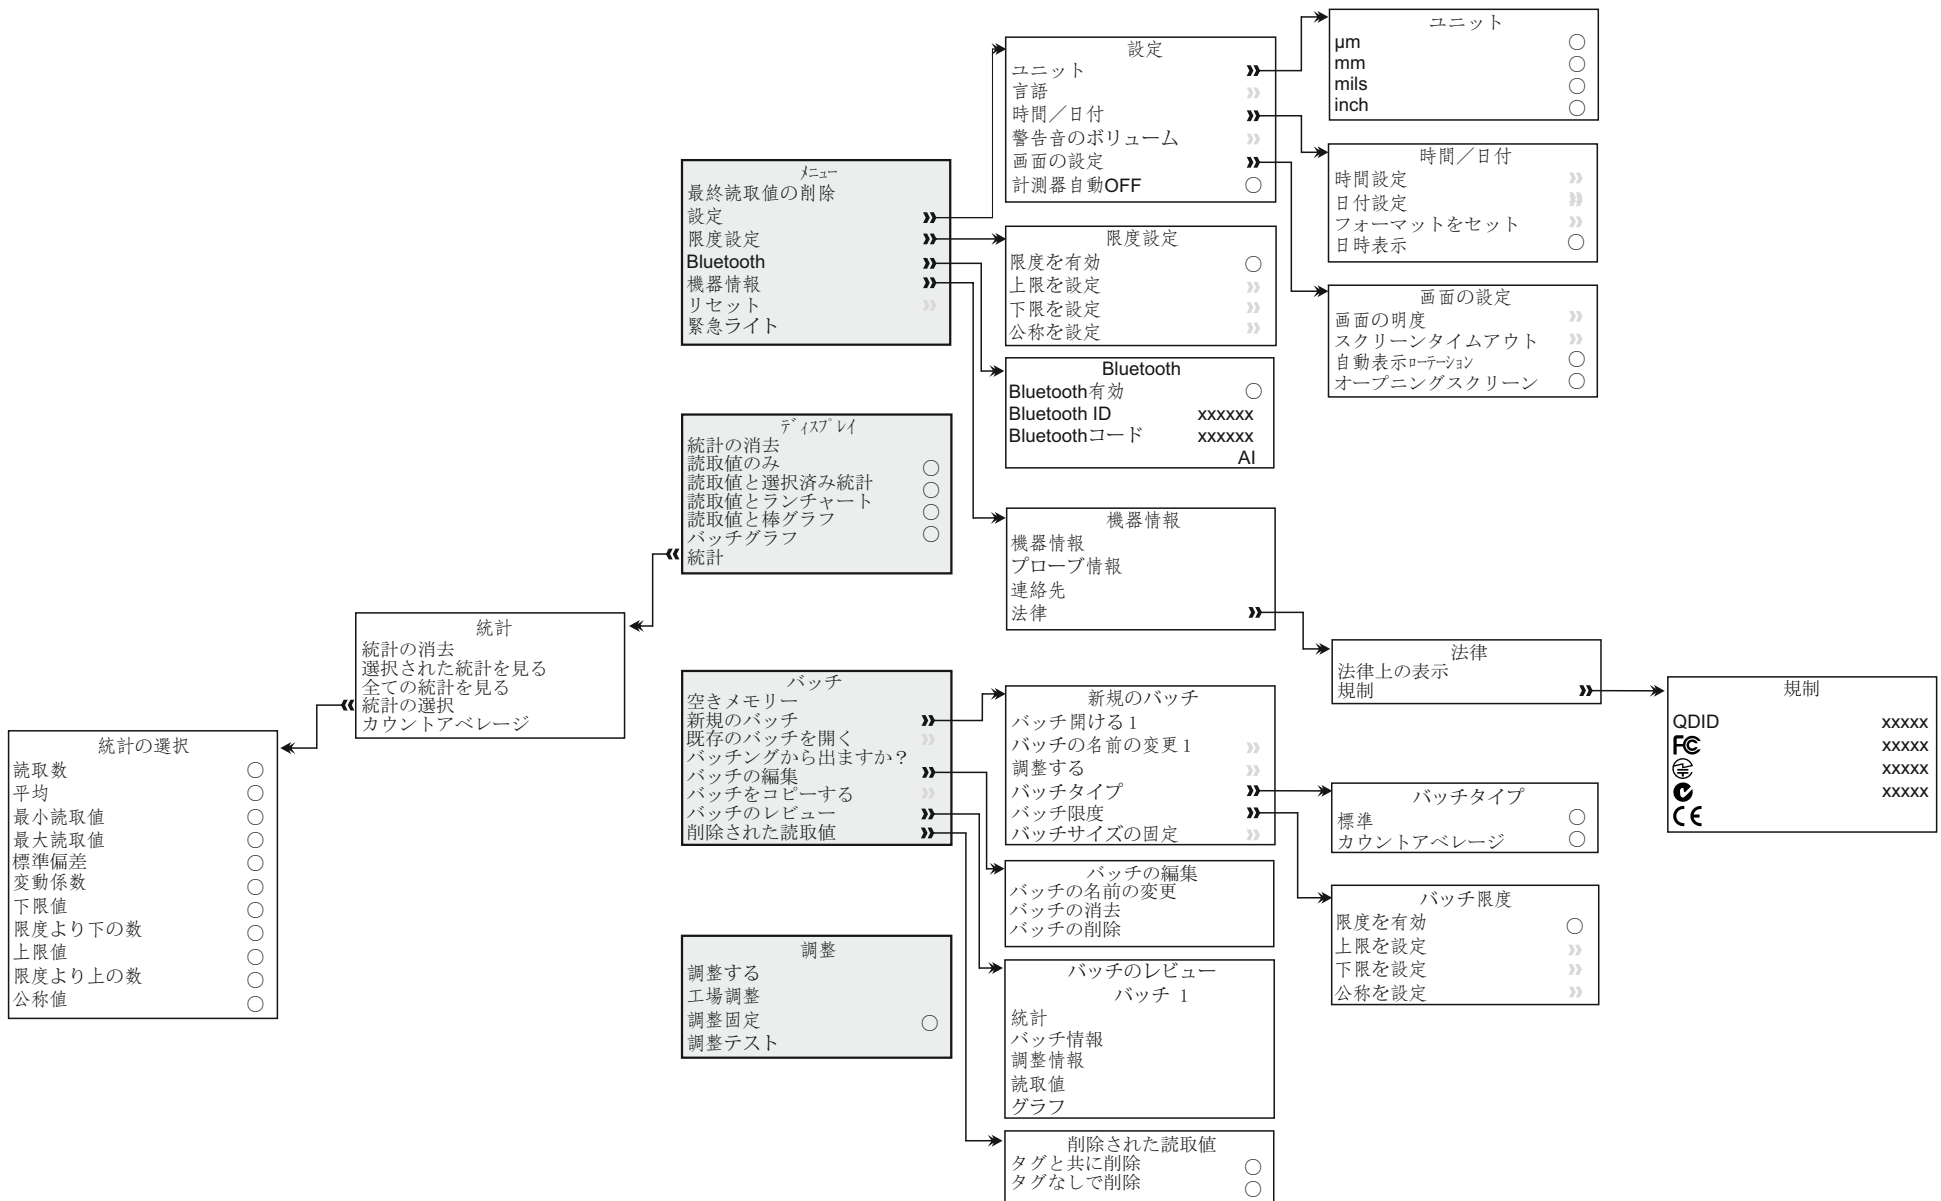 ユニット
µm
mm
mils
inch
設定
ユニット
言語
時間／日付
警告音のボリューム
画面の設定
計測器自動OFF
時間／日付
時間設定
日付設定
フォーマットをセット
日時表示
メニュー
最終読取値の削除
設定
限度設定
Bluetooth
機器情報
リセット
緊急ライト
限度設定
限度を有効
上限を設定
下限を設定
公称を設定
画面の設定
画面の明度
スクリーンタイムアウト
自動表示ﾛｰﾃｰｼｮﾝ
オープニングスクリーン
Bluetooth
Bluetooth有効
Bluetooth ID xxxxxx
Bluetoothコード xxxxxx
AI
ディスプレイ
統計の消去
読取値のみ
読取値と選択済み統計
読取値とランチャート
読取値と棒グラフ
バッチグラフ
統計
機器情報
機器情報
プローブ情報
連絡先
法律
統計
統計の消去
選択された統計を見る
全ての統計を見る
統計の選択
カウントアベレージ
法律
法律上の表示
規制
規制
QDID xxxxx
FC xxxxx
xxxxx
xxxxx
CE
統計の選択
読取数
平均
最小読取値
最大読取値
標準偏差
変動係数
下限値
限度より下の数
上限値
限度より上の数
公称値
バッチ
空きメモリー
新規のバッチ
既存のバッチを開く
バッチングから出ますか？
バッチの編集
バッチをコピーする
バッチのレビュー
削除された読取値
新規のバッチ
バッチ開ける1
バッチの名前の変更1
調整する
バッチタイプ
バッチ限度
バッチサイズの固定
バッチタイプ
標準
カウントアベレージ
バッチの編集
バッチの名前の変更
バッチの消去
バッチの削除
バッチ限度
限度を有効
上限を設定
下限を設定
公称を設定
調整
調整する
工場調整
調整固定
調整テスト
バッチのレビュー
バッチ 1
統計
バッチ情報
調整情報
読取値
グラフ
削除された読取値
タグと共に削除
タグなしで削除